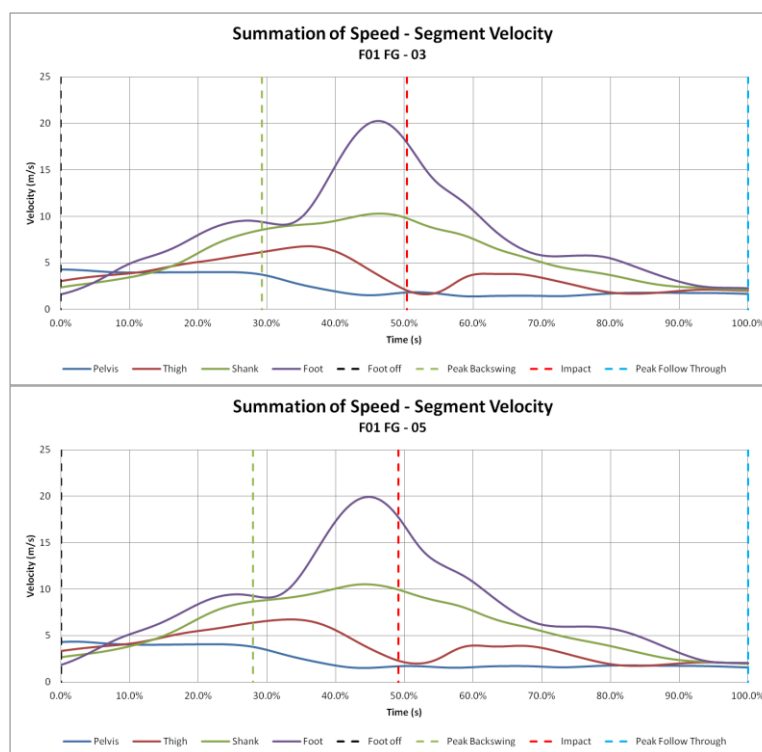 Summation of Speed - Segment Velocity
F01 FG - 03
25
20
15
10
5
0
Velocity (m/s)
0.0% 10.0% 20.0% 30.0% 40.0% 50.0% 60.0% 70.0% 80.0% 90.0% 100.0%
Time (s)
Pelvis Thigh Shank Foot Foot off Peak Backswing Impact Peak Follow Through
Summation of Speed - Segment Velocity
F01 FG - 05
25
20
15
10
5
0
Velocity (m/s)
0.0% 10.0% 20.0% 30.0% 40.0% 50.0% 60.0% 70.0% 80.0% 90.0% 100.0%
Time (s)
Pelvis Thigh Shank Foot Foot off Peak Backswing Impact Peak Follow Through